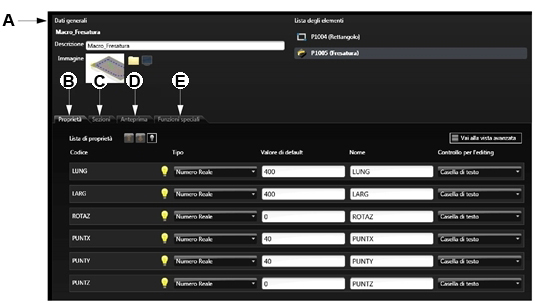 A
Dati generali
Lista degli elementi
Macro_Fresatura
P1004 (Rettangolo)
Descrizione Macro_Fresatura
P1005 (Fresatura)
Immagine
B C D E
Proprietà Sezioni Anteprima Funzioni speciali
Lista di proprietà Vai alla vista avanzata
Codice Tipo Valore di default Nome Controllo per l'editing
LUNG Numero Reale 400 LUNG Casella di testo
LARG Numero Reale 400 LARG Casella di testo
ROTAZ Numero Reale 0 ROTAZ Casella di testo
PUNTX Numero Reale 40 PUNTX Casella di testo
PUNTY Numero Reale 40 PUNTY Casella di testo
PUNTZ Numero Reale 0 PUNTZ Casella di testo